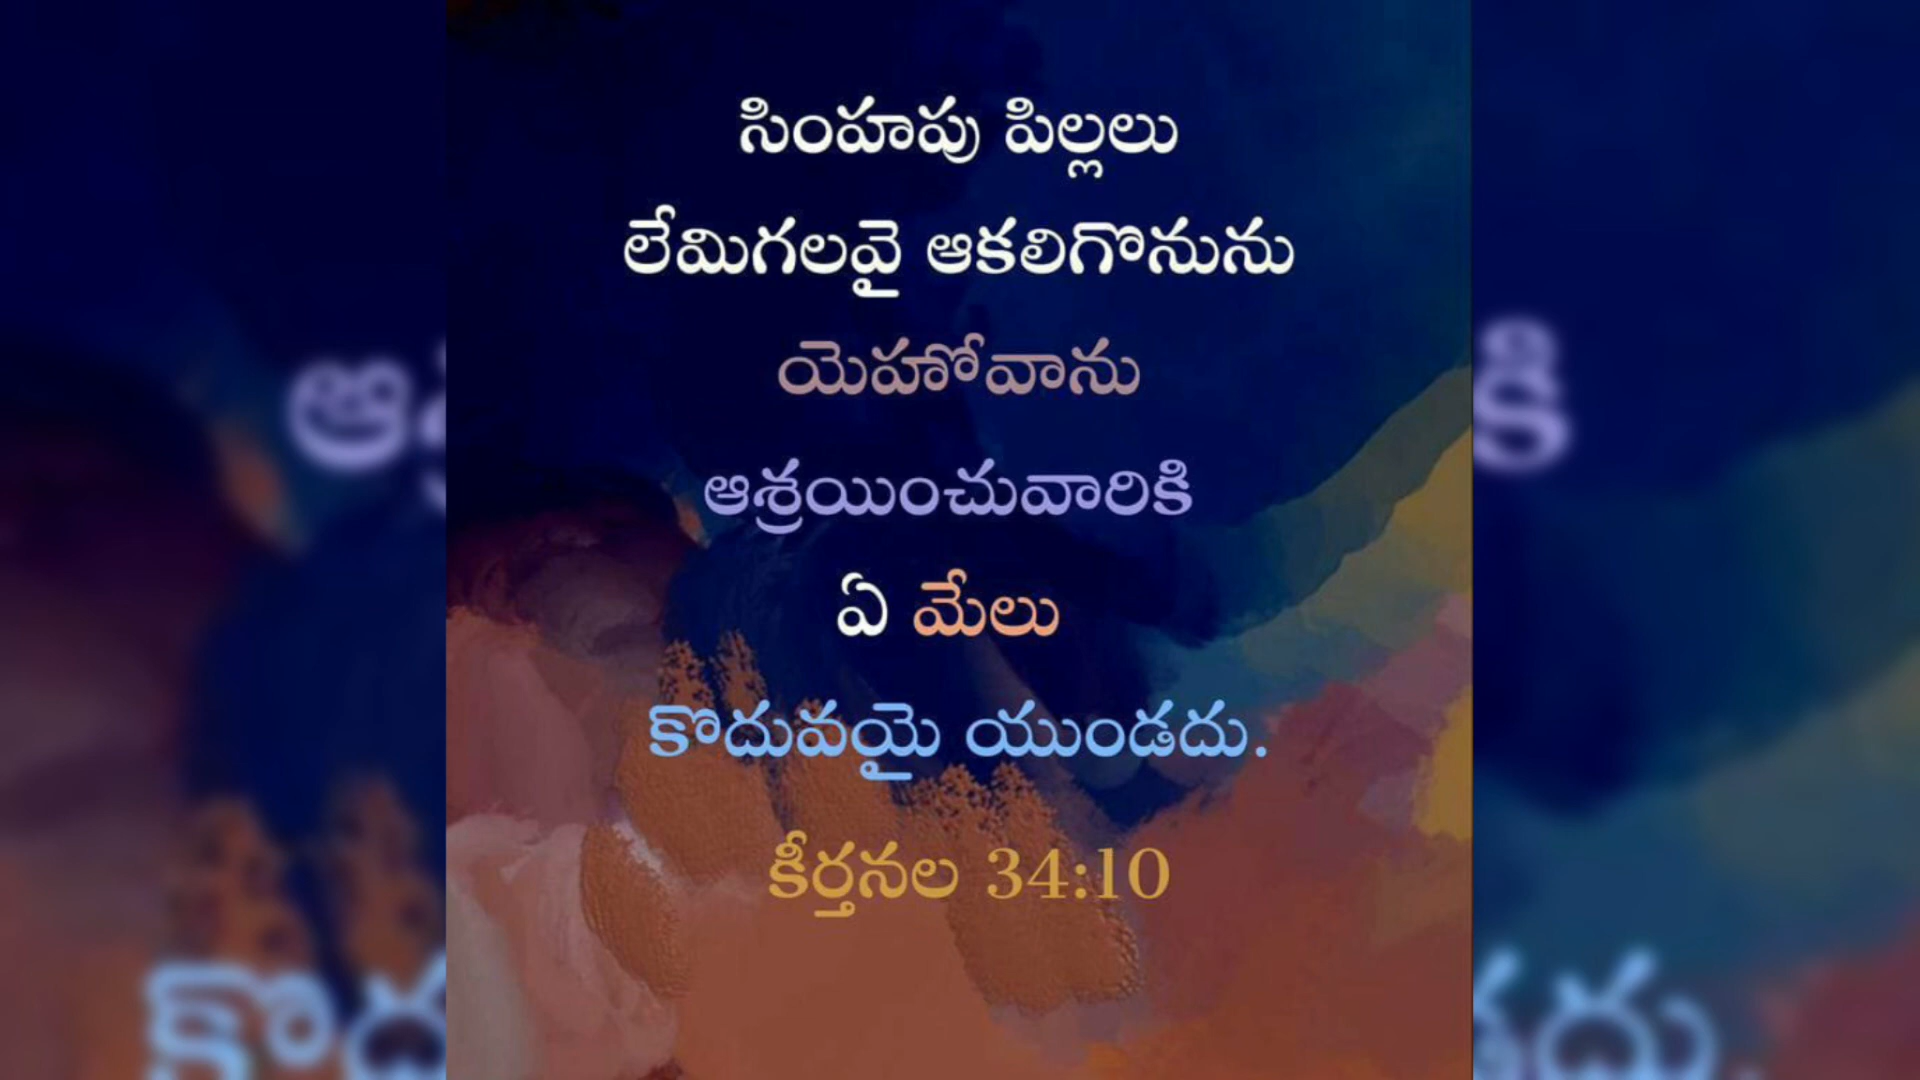 సింహపు పిల్లలు
లేమిగలవై ఆకలిగొనును
యెహోవాను
ఆశ్రయించువారికి
ఏ మేలు
కొదువయై యుండదు.
కీర్తనల 34:10